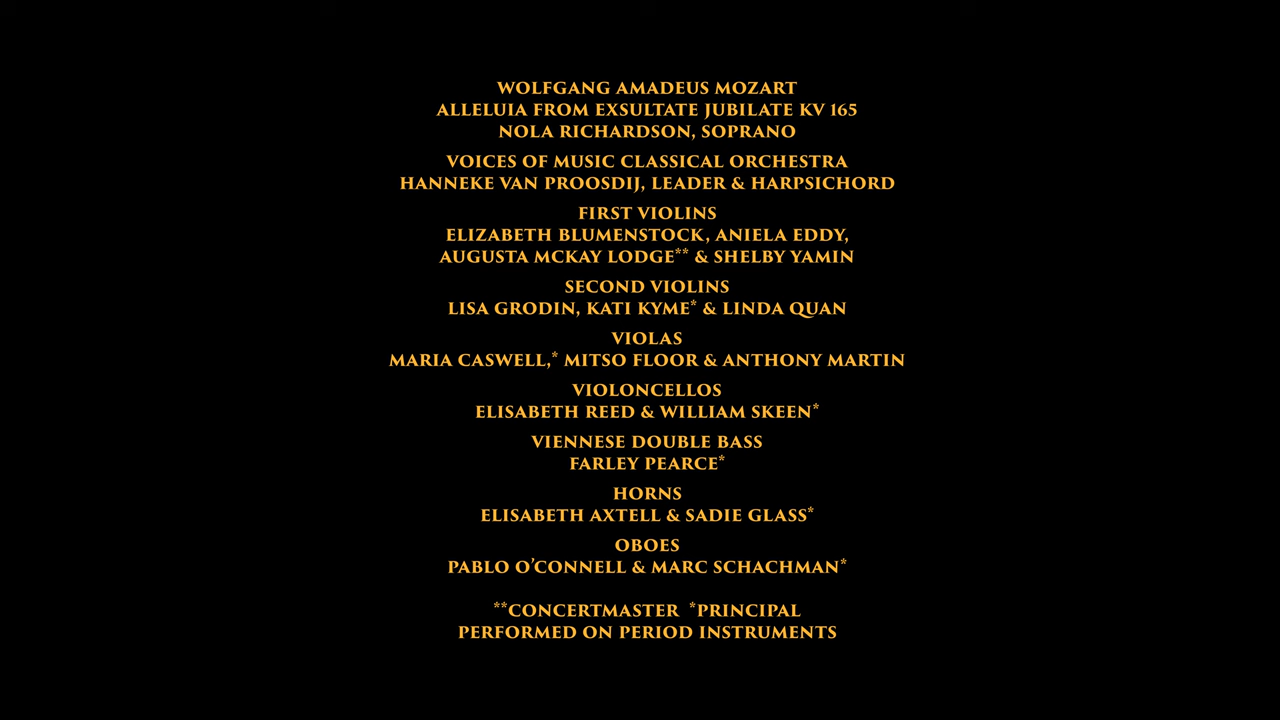 WOLFGANG AMADEUS MOZART
ALLELUIA FROM EXSULTATE JUBILATE KV 165
NOLA RICHARDSON, SOPRANO
VOICES OF MUSIC CLASSICAL ORCHESTRA
HANNEKE VAN PROOSDIJ, LEADER & HARPSICHORD
FIRST VIOLINS
ELIZABETH BLUMENSTOCK, ANIELA EDDY,
AUGUSTA MCKAY LODGE** & SHELBY YAMIN
SECOND VIOLINS
LISA GRODIN, KATI KYME* & LINDA QUAN
VIOLAS
MARIA CASWELL,* MITSO FLOOR & ANTHONY MARTIN
VIOLONCELLOS
ELISABETH REED & WILLIAM SKEEN*
VIENNESE DOUBLE BASS
FARLEY PEARCE*
HORNS
ELISABETH AXTELL & SADIE GLASS*
OBOES
PABLO O’CONNELL & MARC SCHACHMAN*
**CONCERTMASTER *PRINCIPAL
PERFORMED ON PERIOD INSTRUMENTS